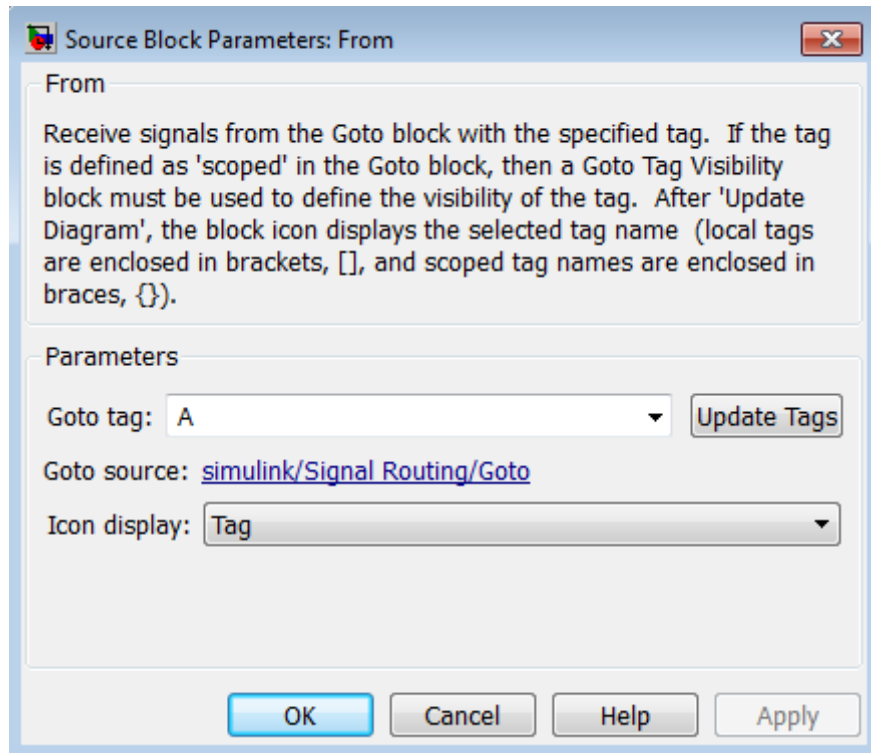 Source Block Parameters: From
From
Receive signals from the Goto block with the specified tag.  If the tag
is defined as 'scoped' in the Goto block, then a Goto Tag Visibility
block must be used to define the visibility of the tag.  After 'Update
Diagram', the block icon displays the selected tag name  (local tags
are enclosed in brackets, [], and scoped tag names are enclosed in
braces, {}).
Parameters
Goto tag: A Update Tags
Goto source: simulink/Signal Routing/Goto
Icon display: Tag
OK Cancel Help Apply